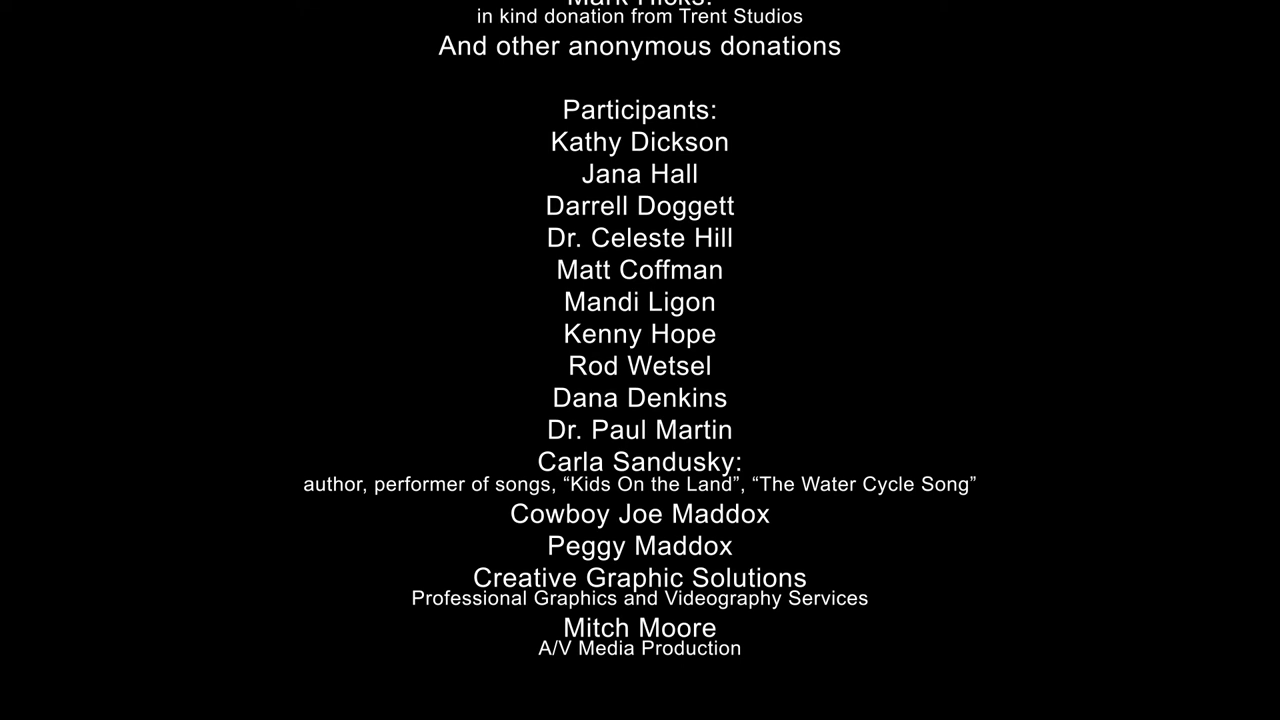 in kind donation from Trent Studios
And other anonymous donations
Participants:
Kathy Dickson
Jana Hall
Darrell Doggett
Dr. Celeste Hill
Matt Coffman
Mandi Ligon
Kenny Hope
Rod Wetsel
Dana Denkins
Dr. Paul Martin
Carla Sandusky:
author, performer of songs, “Kids On the Land”, “The Water Cycle Song”
Cowboy Joe Maddox
Peggy Maddox
Creative Graphic Solutions
Professional Graphics and Videography Services
Mitch Moore
A/V Media Production